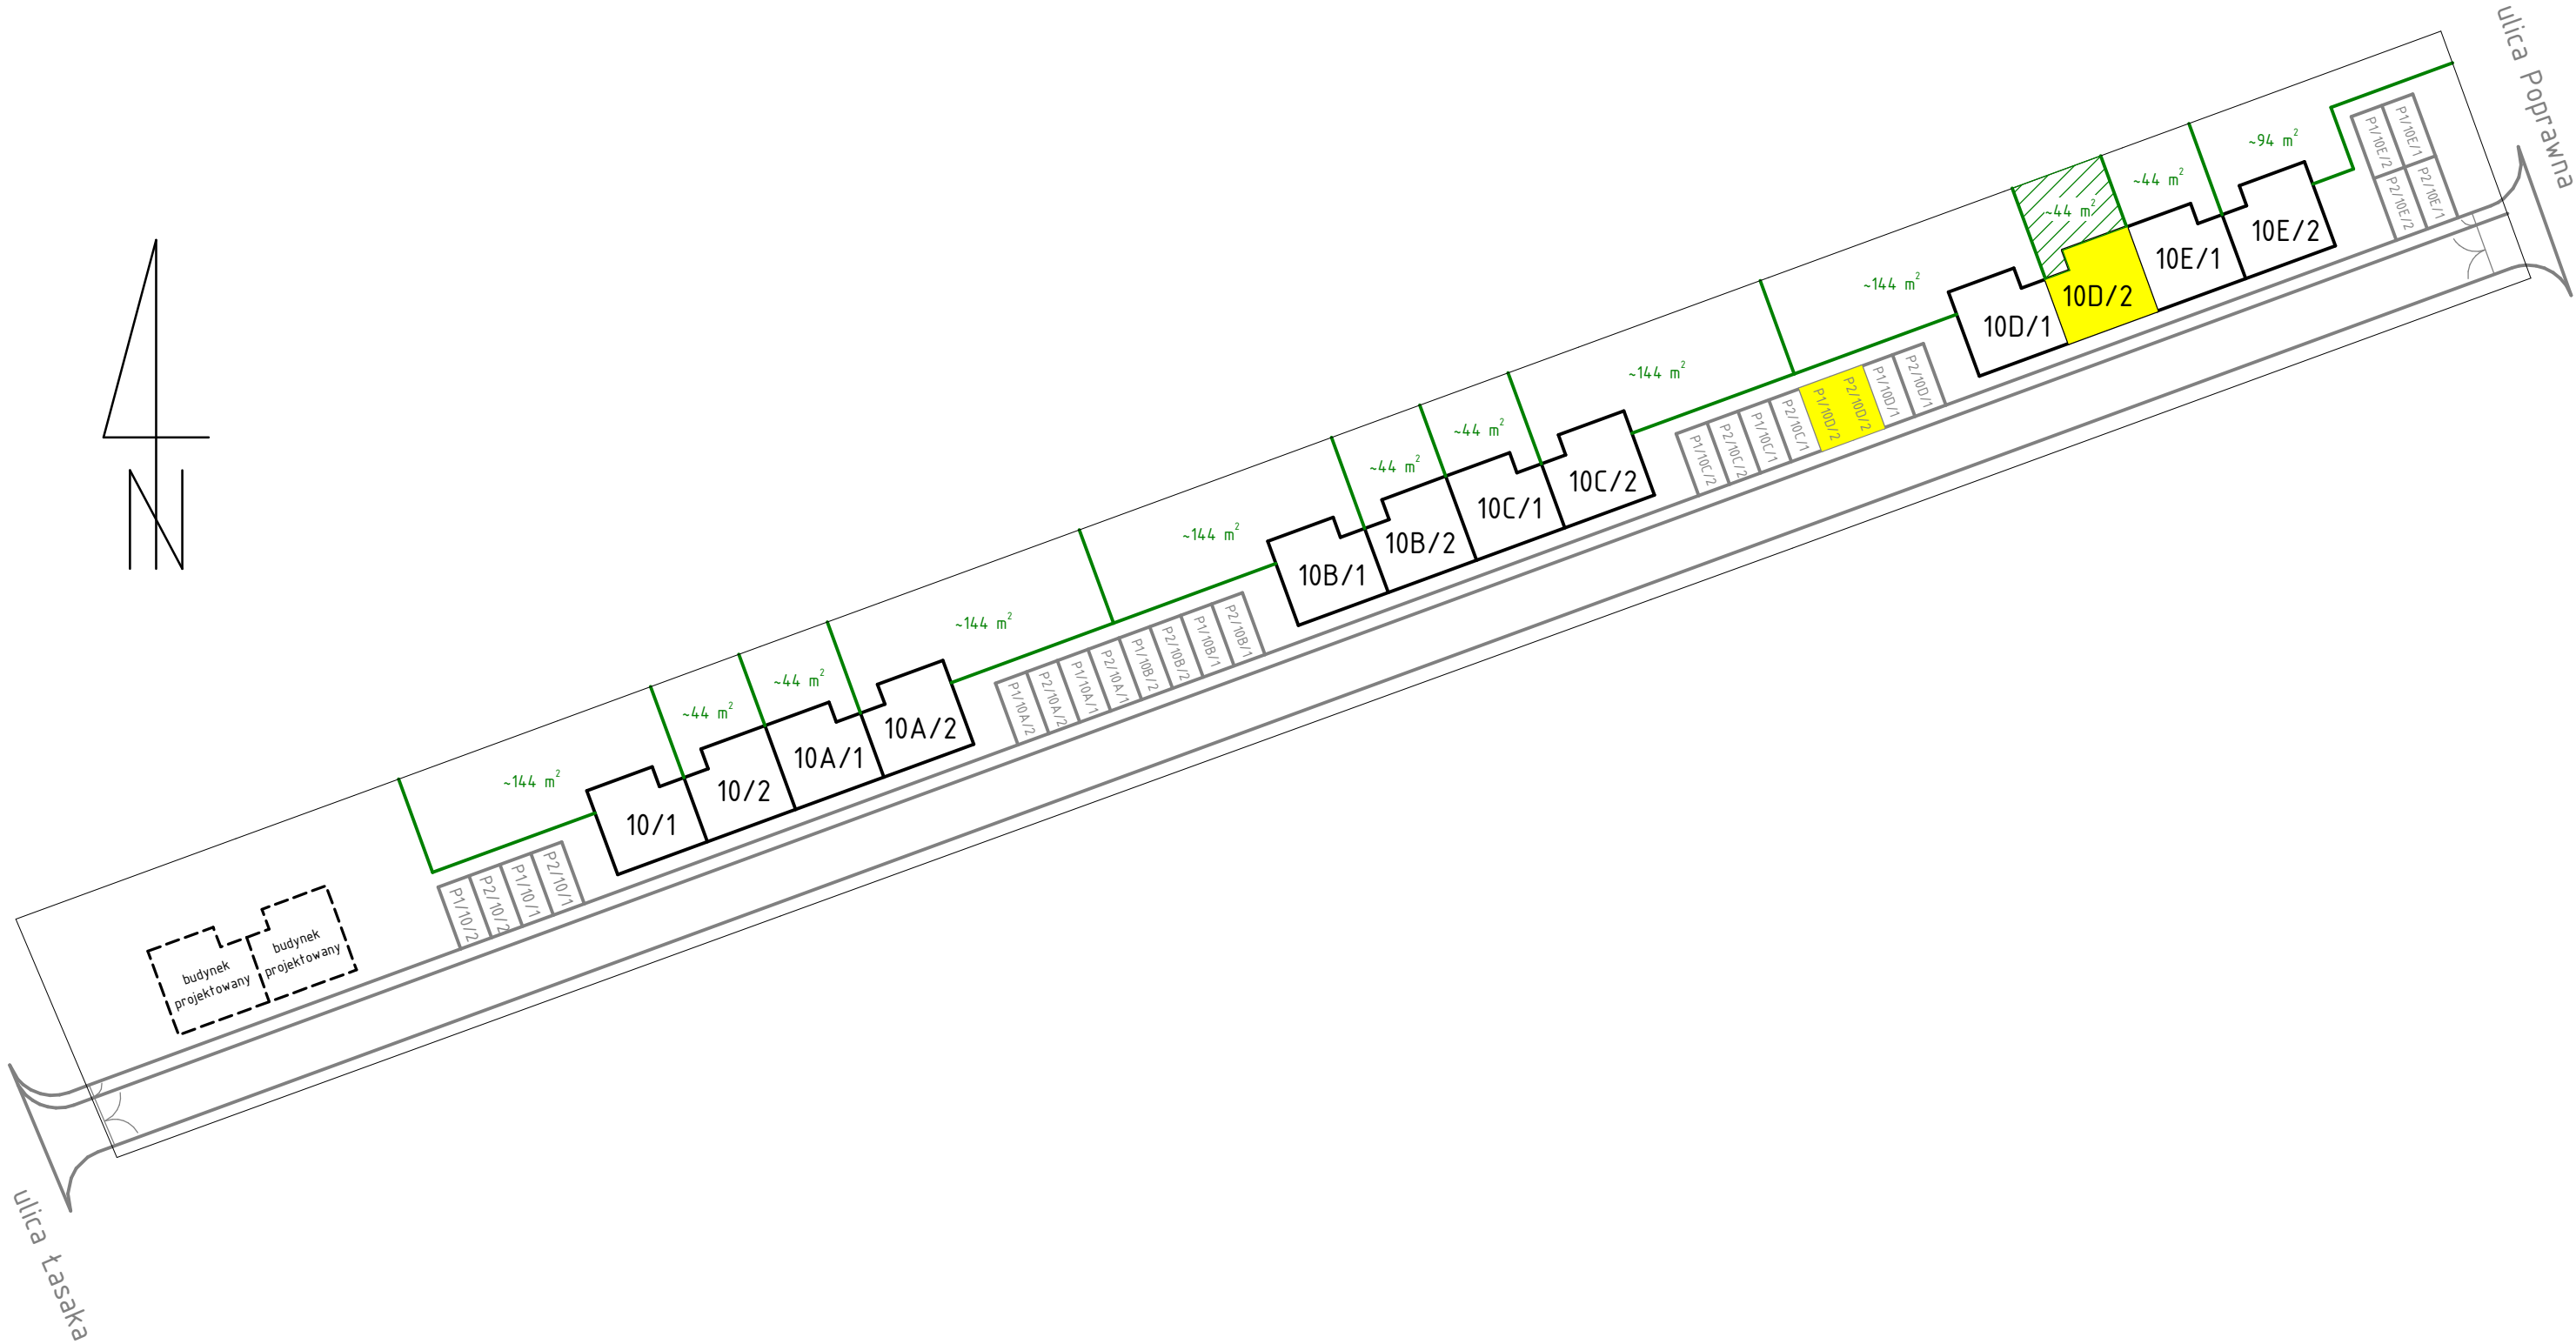 ulica Poprawna
~94 m²
P1/10E/1
P1/10E/2
P2/10E/1
P2/10E/2
~44 m²
~44 m²
10E/2
10E/1
10D/2
10D/1
~144 m²
P1/10C/2
P2/10C/2
P1/10C/1
P2/10C/1
P1/10D/2
P2/10D/2
P1/10D/1
P2/10D/1
~144 m²
~44 m²
~44 m²
10C/2
10C/1
10B/2
10B/1
N
~144 m²
~144 m²
P1/10A/2
P2/10A/2
P1/10A/1
P2/10A/1
P1/10B/2
P2/10B/2
P1/10B/1
P2/10B/1
~44 m²
~44 m²
10A/2
10A/1
10/2
10/1
~144 m²
P1/10/2
P2/10/2
P1/10/1
P2/10/1
budynek
projektowany
budynek
projektowany
ulica Łasaka